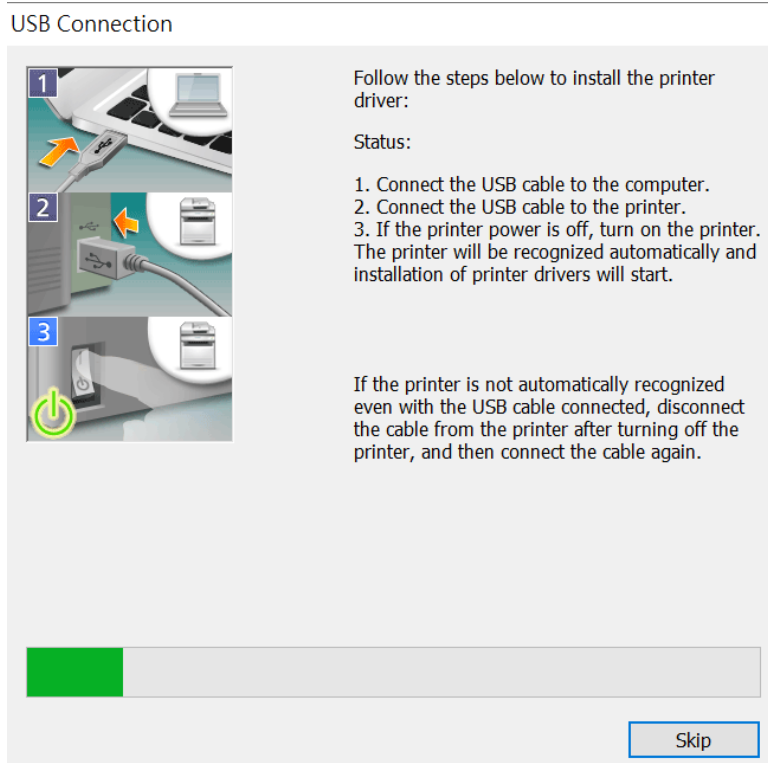 USB Connection
1
2
3
Follow the steps below to install the printer
driver:
Status:
1. Connect the USB cable to the computer.
2. Connect the USB cable to the printer.
3. If the printer power is off, turn on the printer.
The printer will be recognized automatically and
installation of printer drivers will start.
If the printer is not automatically recognized
even with the USB cable connected, disconnect
the cable from the printer after turning off the
printer, and then connect the cable again.
Skip